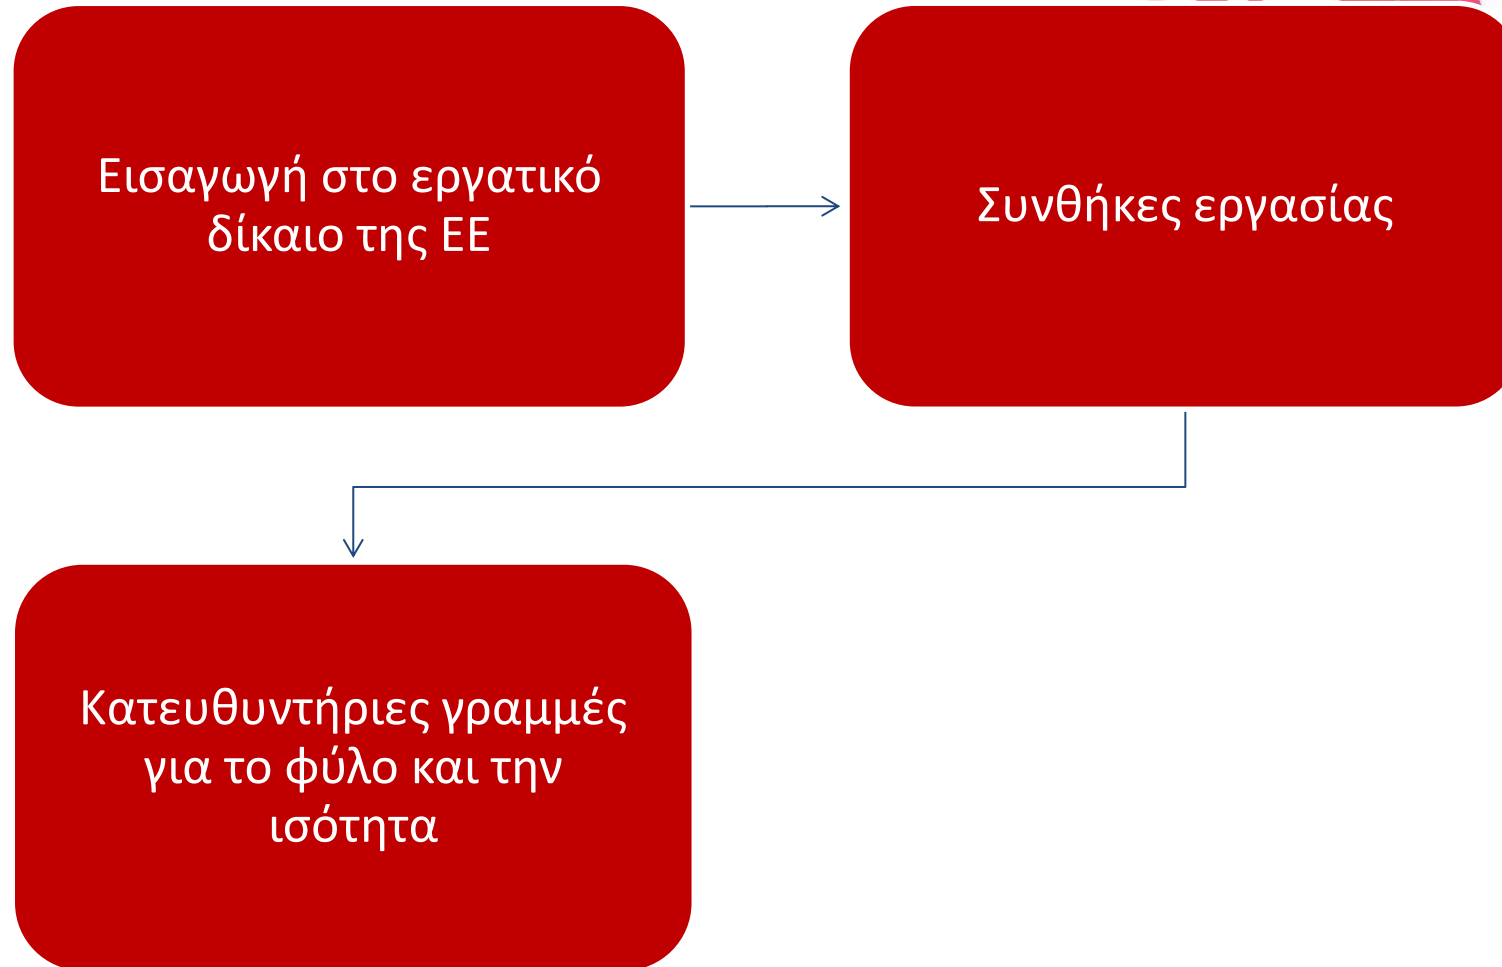 Εισαγωγή στο εργατικό
δίκαιο της ΕΕ
Συνθήκες εργασίας
Κατευθυντήριες γραμμές
για το φύλο και την
ισότητα